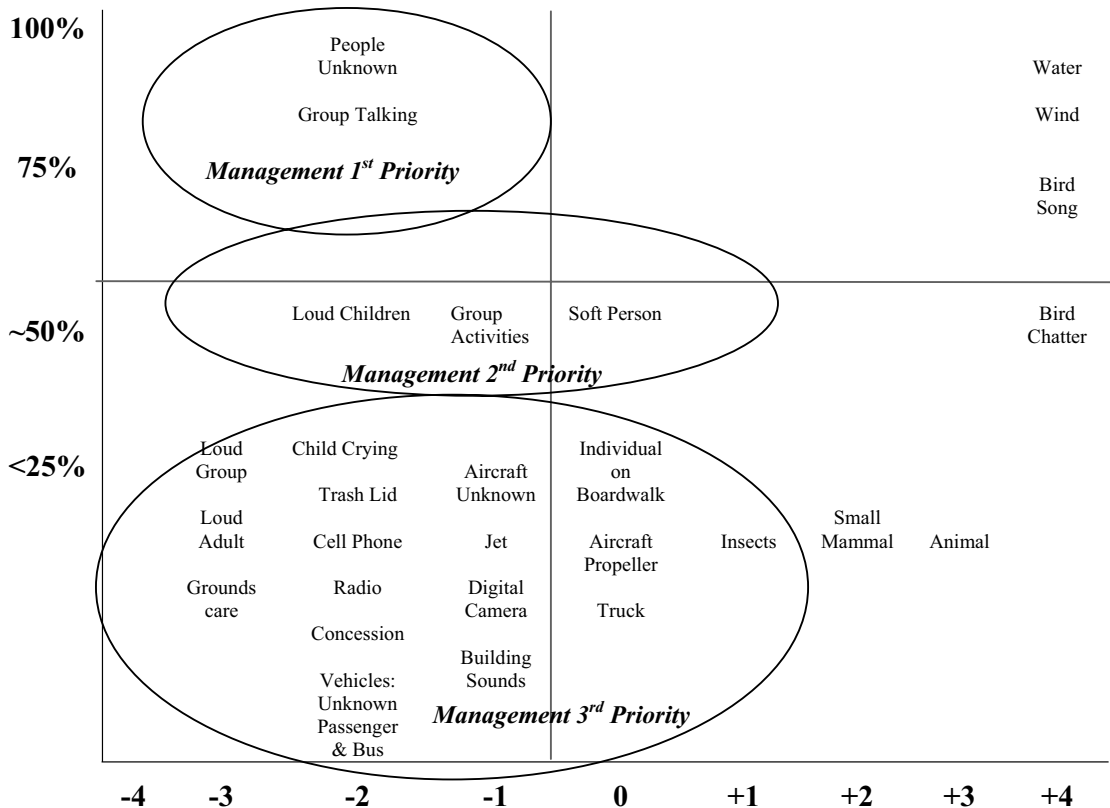 100%
People
Unknown
Water
Group Talking
Wind
75%
Management 1st Priority
Bird
Song
~50%
Loud Children
Group
Activities
Soft Person
Bird
Chatter
Management 2nd Priority
<25%
Loud
Group
Child Crying
Aircraft
Unknown
Individual
on
Boardwalk
Trash Lid
Loud
Adult
Cell Phone
Jet
Aircraft
Propeller
Insects
Small
Mammal
Animal
Grounds
care
Radio
Digital
Camera
Truck
Concession
Building
Sounds
Vehicles:
Unknown
Passenger
& Bus
Management 3rd Priority
-4 -3 -2 -1 0 +1 +2 +3 +4